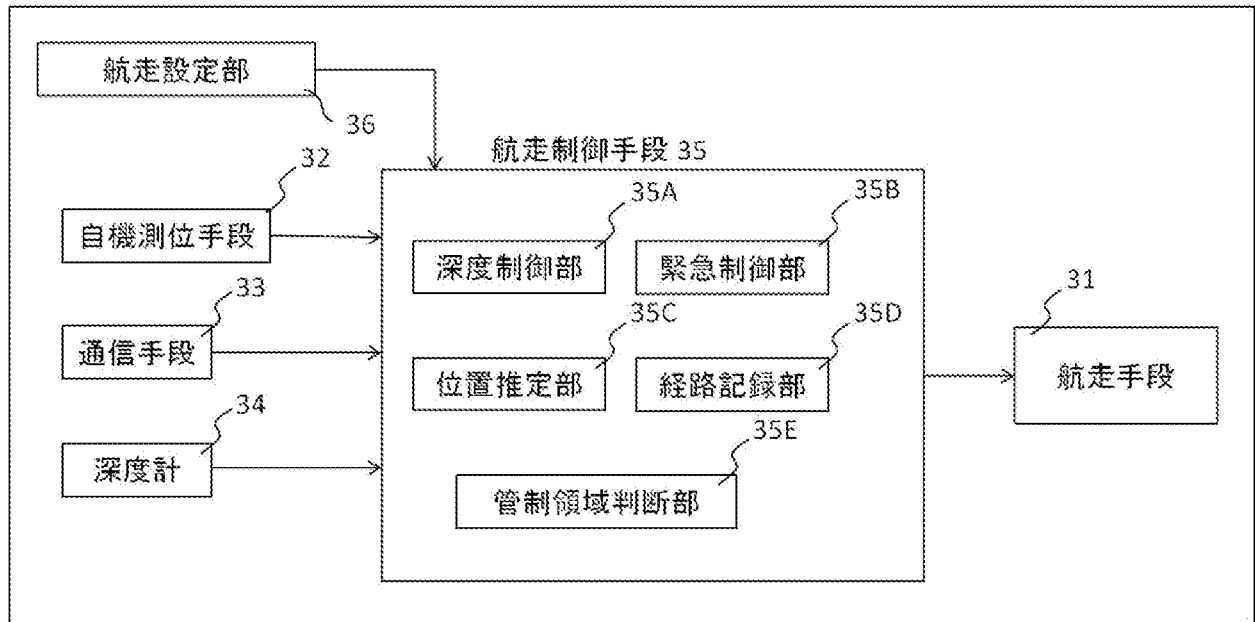 航走設定部
36
航走制御手段 35
32
自機測位手段
35A
深度制御部
35B
緊急制御部
33
通信手段
35C
位置推定部
35D
経路記録部
31
航走手段
34
深度計
35E
管制領域判断部